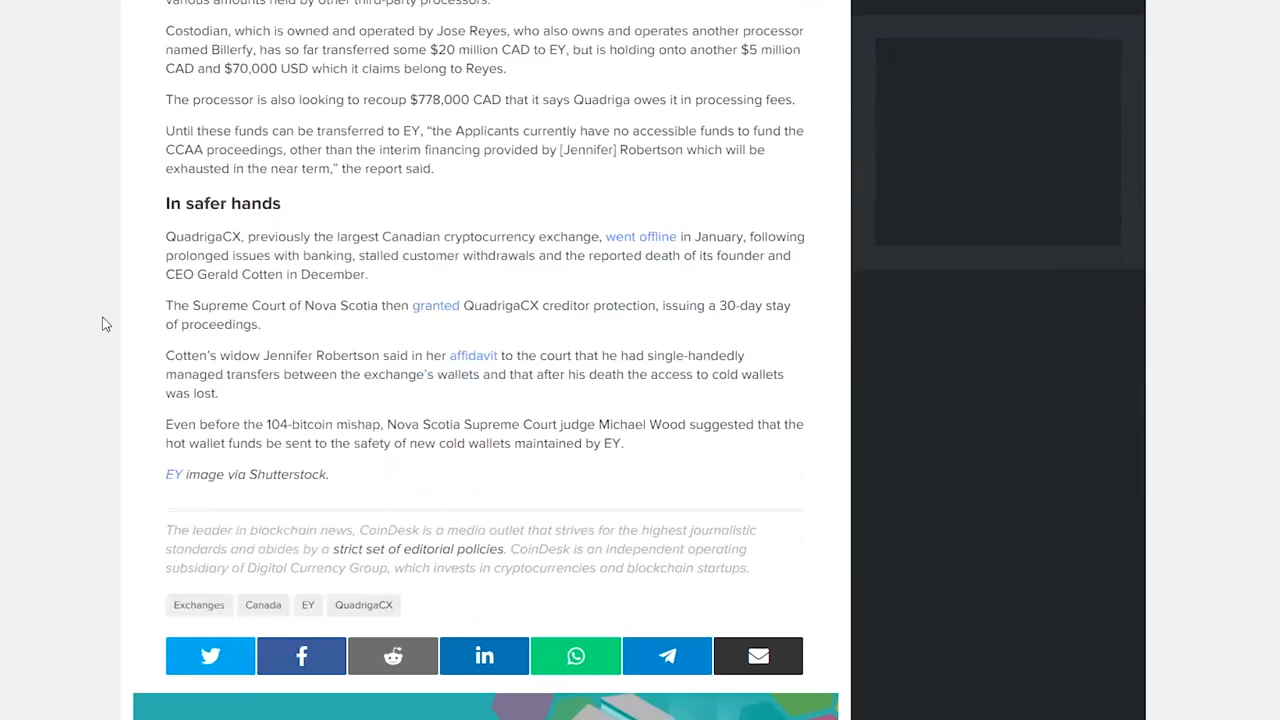 various amounts held by other third-party processors.
Custodian, which is owned and operated by Jose Reyes, who also owns and operates another processor
named Billerfy, has so far transferred some $20 million CAD to EY, but is holding onto another $5 million
CAD and $70,000 USD which it claims belong to Reyes.
The processor is also looking to recoup $778,000 CAD that it says Quadriga owes it in processing fees.
Until these funds can be transferred to EY, “the Applicants currently have no accessible funds to fund the
CCAA proceedings, other than the interim financing provided by [Jennifer] Robertson which will be
exhausted in the near term,” the report said.
In safer hands
QuadrigaCX, previously the largest Canadian cryptocurrency exchange, went offline in January, following
prolonged issues with banking, stalled customer withdrawals and the reported death of its founder and
CEO Gerald Cotten in December.
The Supreme Court of Nova Scotia then granted QuadrigaCX creditor protection, issuing a 30-day stay
of proceedings.
Cotten’s widow Jennifer Robertson said in her affidavit to the court that he had single-handedly
managed transfers between the exchange’s wallets and that after his death the access to cold wallets
was lost.
Even before the 104-bitcoin mishap, Nova Scotia Supreme Court judge Michael Wood suggested that the
hot wallet funds be sent to the safety of new cold wallets maintained by EY.
EY image via Shutterstock.
The leader in blockchain news, CoinDesk is a media outlet that strives for the highest journalistic
standards and abides by a strict set of editorial policies. CoinDesk is an independent operating
subsidiary of Digital Currency Group, which invests in cryptocurrencies and blockchain startups.
Exchanges Canada EY QuadrigaCX